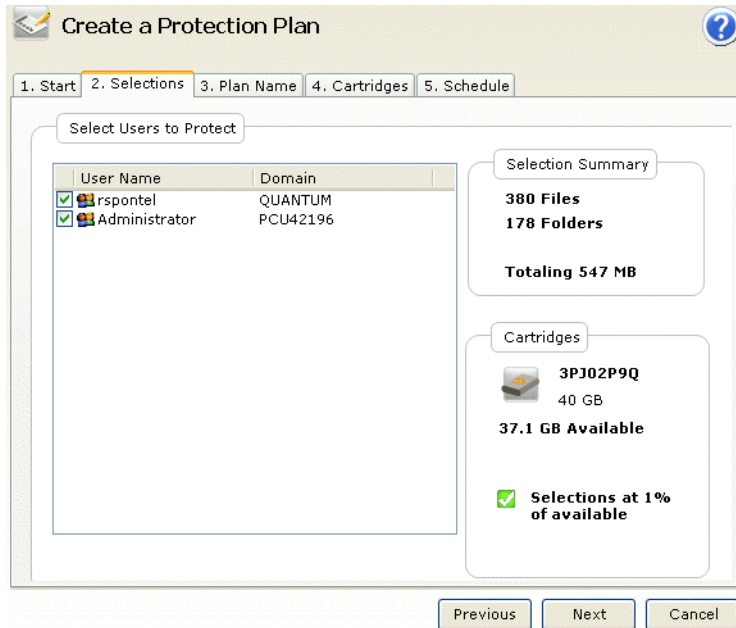 Create a Protection Plan
?
1. Start 2. Selections 3. Plan Name 4. Cartridges 5. Schedule
Select Users to Protect
User Name Domain
rspontel QUANTUM
Administrator PCU42196
Selection Summary
380 Files
178 Folders
Totaling 547 MB
Cartridges
3PJ02P9Q
40 GB
37.1 GB Available
Selections at 1%
of available
Previous Next Cancel